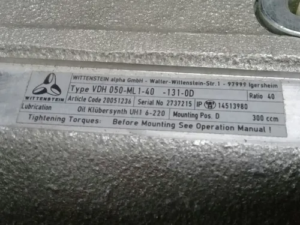 WITTENSTEIN alpha GmbH - Walter-Wittenstein-Str. 1 - 97999 Igersheim
Type VDH 050-ML1-40 -131-0D Ratio 40
WITTENSTEIN Article Code 20051236 Serial No 2737215 IP 14513980
Lubrication Oil Klübersynth UH1 6-220 Mounting Pos. D 300 ccm
Tightening Torques: Before Mounting See Operation Manual !